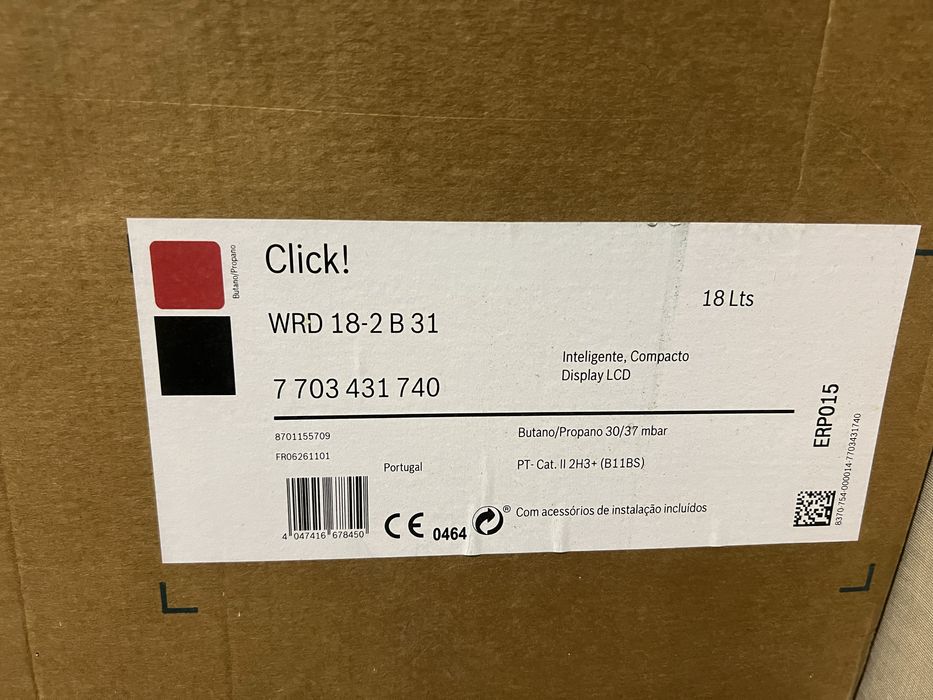 Butano/Propano
Click!
WRD 18-2 B 31
18 Lts
7 703 431 740
Inteligente, Compacto
Display LCD
8701155709
FR06261101
Portugal
Butano/Propano 30/37 mbar
PT- Cat. II 2H3+ (B11BS)
4 047416 678450
CE 0464
® Com acessórios de instalação incluídos
ERP015
8370-754-000014-7703431740